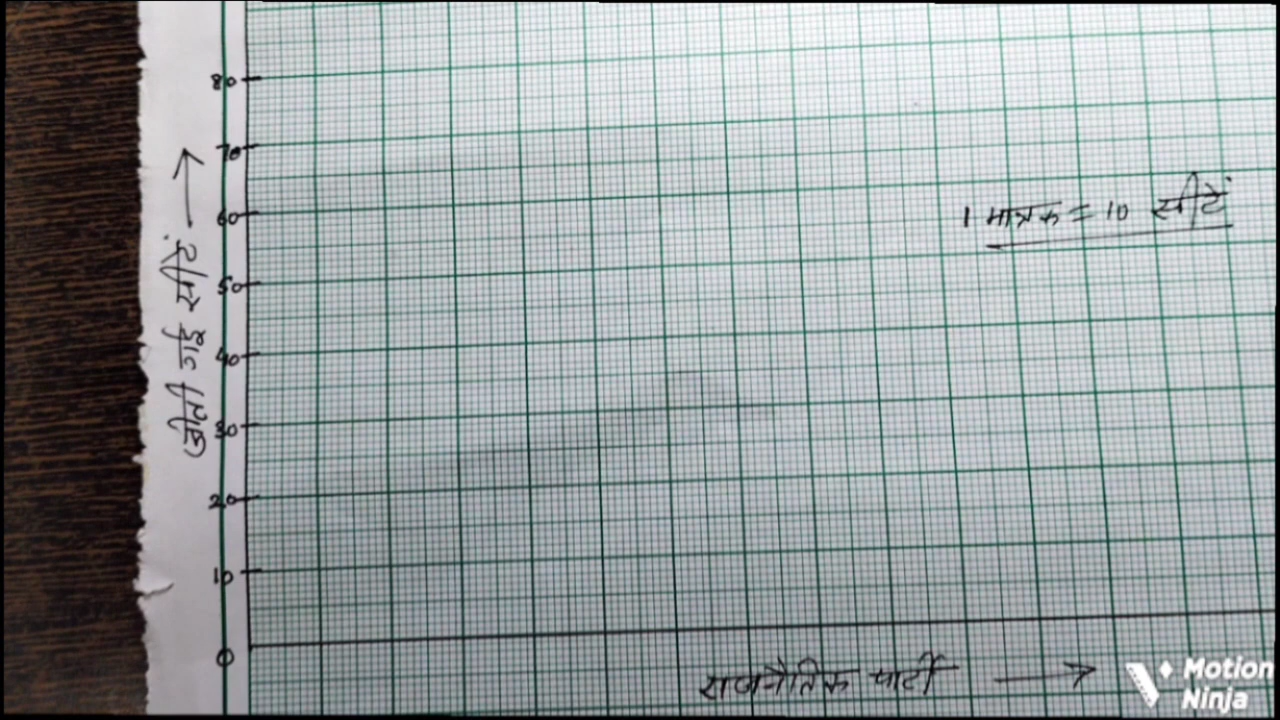 80
70
60
50
40
30
20
10
0
जीती गई सीटें →
1 मात्रक = 10 सीटें
राजनैतिक पार्टी →
Motion
Ninja